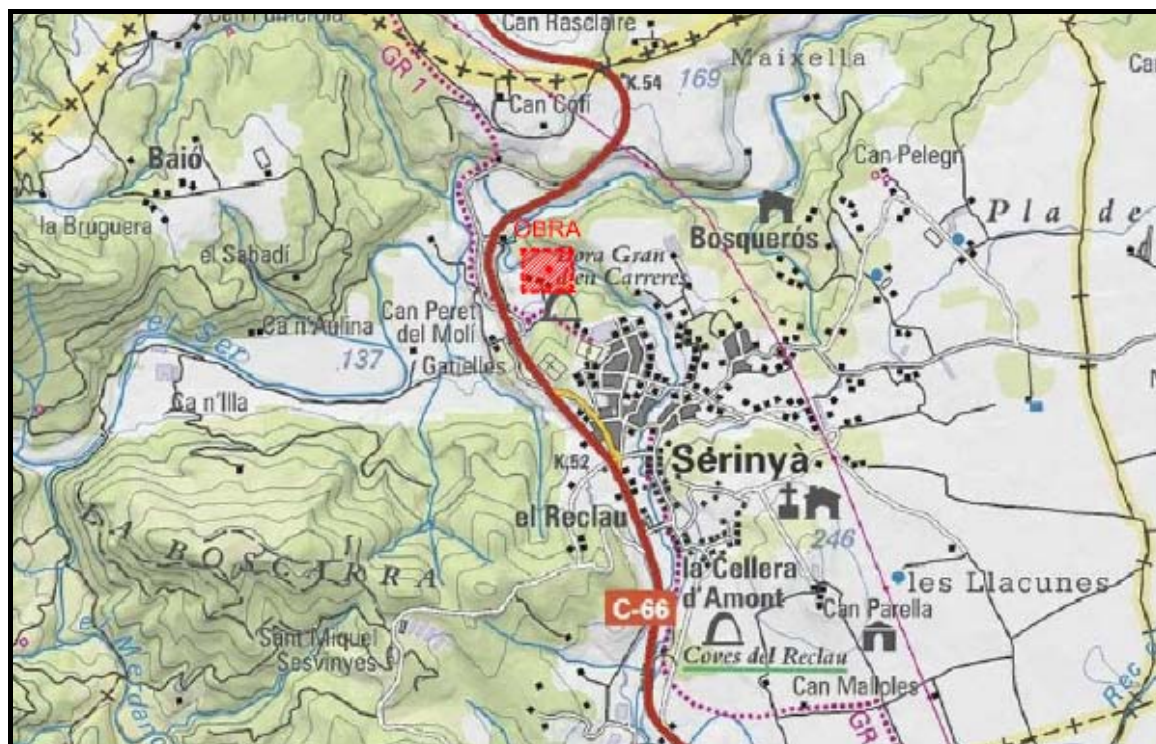 Can Rasclaire
K.54
169
Maixella
GR 1
Can Cofí
Can Pelegrí
Baió
la Bruguera
el Sabadí
OBRA
Bora Gran
d'en Carreres
Bosquerós
Pla de
Ca n'Aulina
Can Peret
del Molí
el Ser
137
Gatielles
Ca n'Illa
K.52
Serinyà
el Reclau
246
LA BOSCARRA
la Cellera
d'Amont
les Llacunes
C-66
Can Parella
Sant Miquel
Sesvinyes
Coves del Reclau
Can Malloles
GR